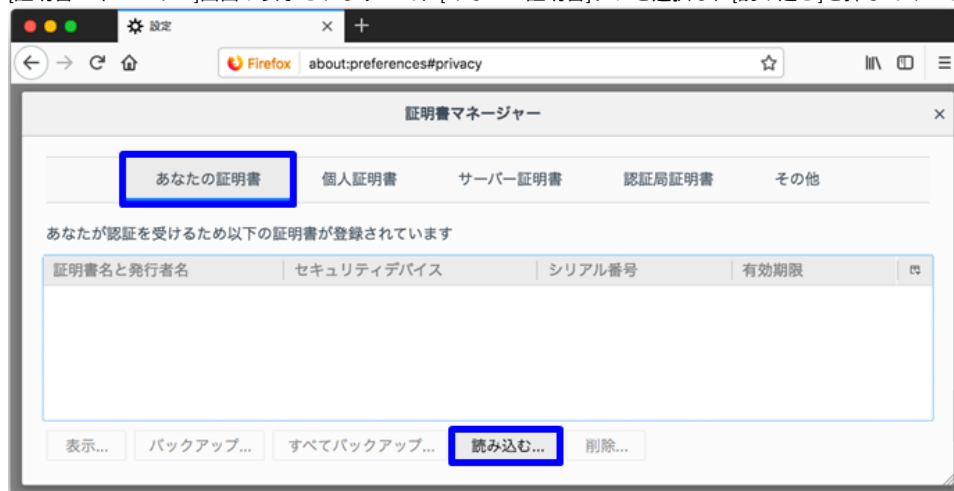 設定
Firefox about:preferences#privacy
証明書マネージャー
あなたの証明書 個人証明書 サーバー証明書 認証局証明書 その他
あなたが認証を受けるため以下の証明書が登録されています
証明書名と発行者名 セキュリティデバイス シリアル番号 有効期限
表示... バックアップ... すべてバックアップ... 読み込む... 削除...